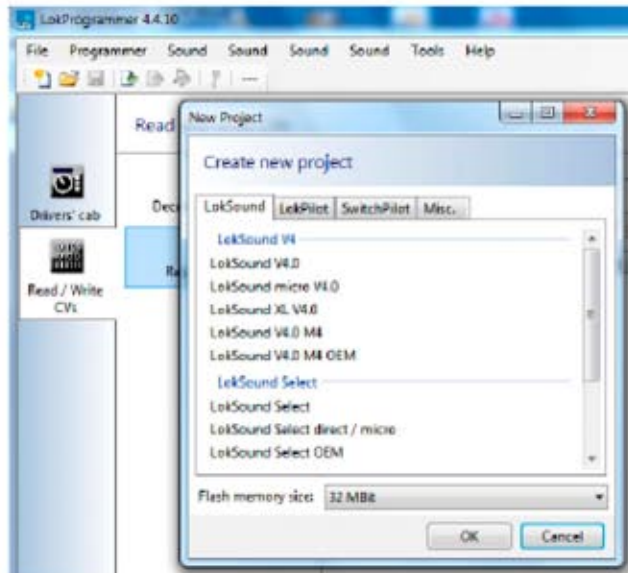 LokProgrammer 4.4.10
File Programmer Sound Sound Sound Sound Tools Help
New Project
Read
Create new project
Drivers' cab
LokSound LokPilot SwitchPilot Misc.
LokSound V4
LokSound V4.0
LokSound micro V4.0
LokSound XL V4.0
LokSound V4.0 M4
LokSound V4.0 M4 OEM
Read / Write
CVs
LokSound Select
LokSound Select
LokSound Select direct / micro
LokSound Select OEM
Flash memory size: 32 MBit
OK Cancel